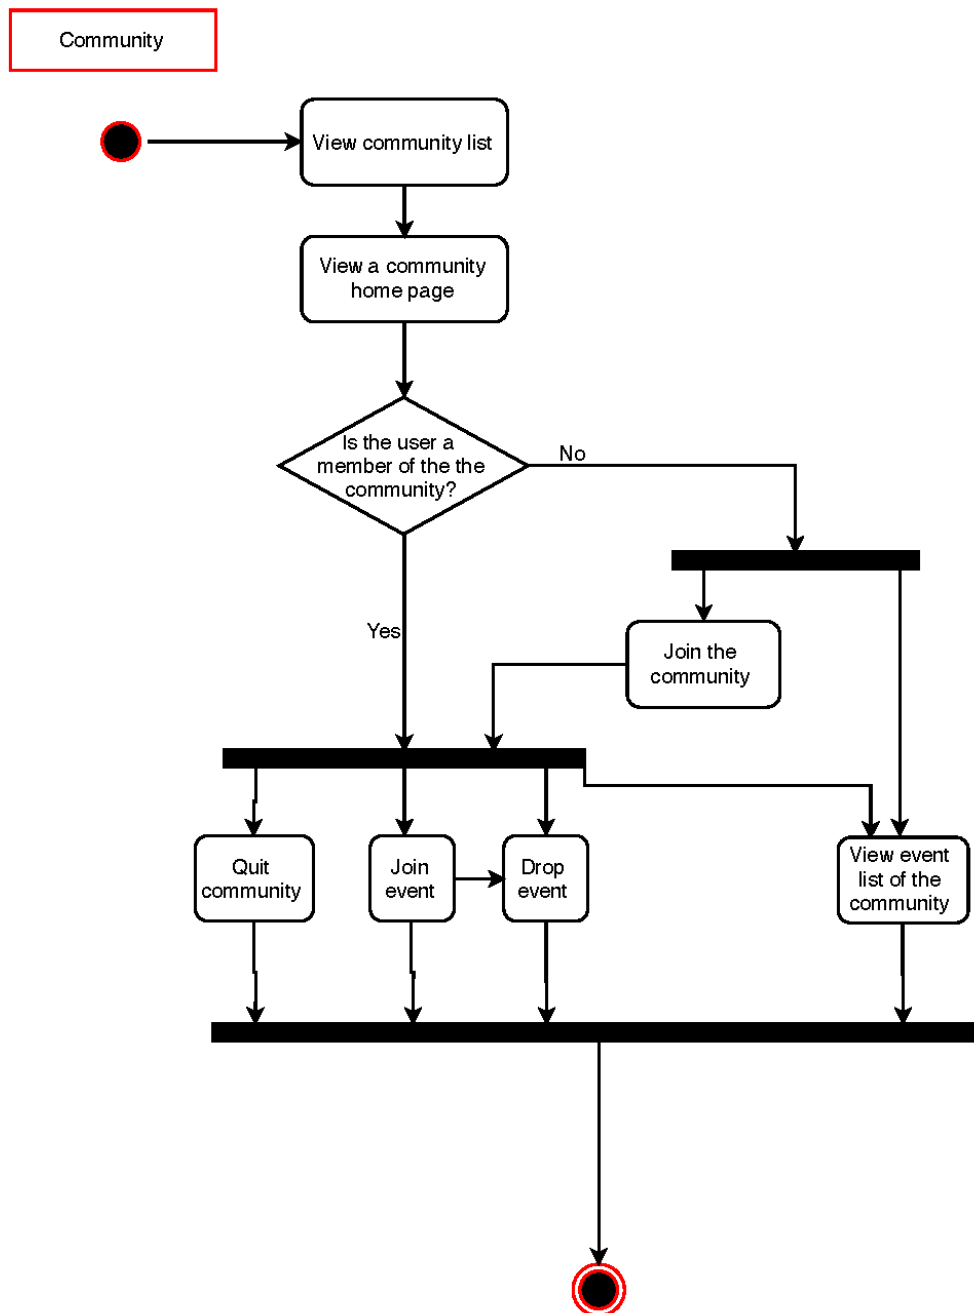 Community
View community list
View a community
home page
Is the user a
member of the the
community?
No
Yes
Join the
community
Quit
community
Join
event
Drop
event
View event
list of the
community